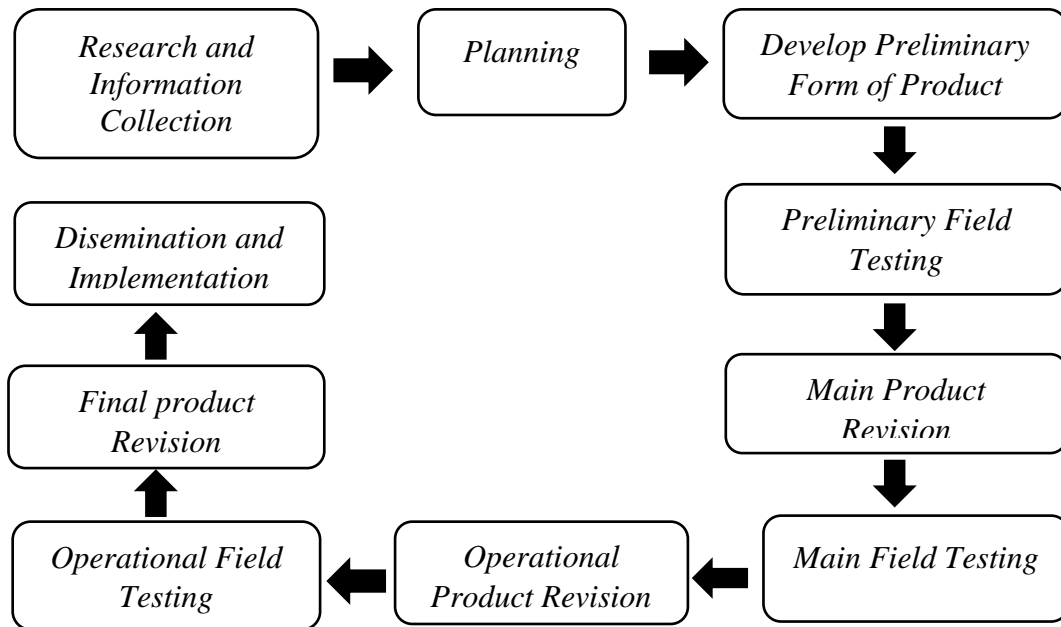 Research and
Information
Collection
Planning
Develop Preliminary
Form of Product
Preliminary Field
Testing
Main Product
Revision
Main Field Testing
Operational
Product Revision
Operational Field
Testing
Final product
Revision
Disemination and
Implementation